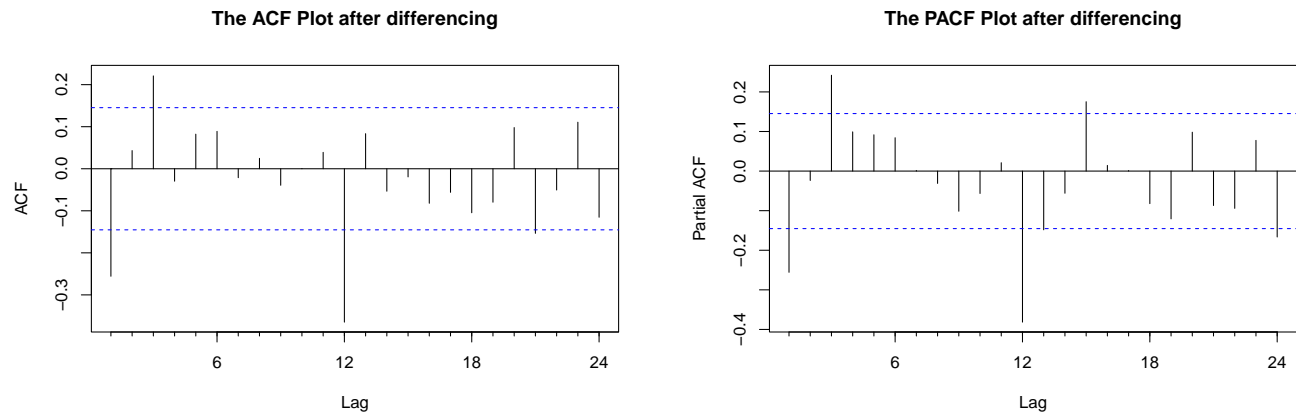 The ACF Plot after differencing
ACF
0.2
0.1
0.0
−0.1
−0.3
6 12 18 24
Lag
The PACF Plot after differencing
Partial ACF
0.2
0.1
0.0
−0.2
−0.4
6 12 18 24
Lag